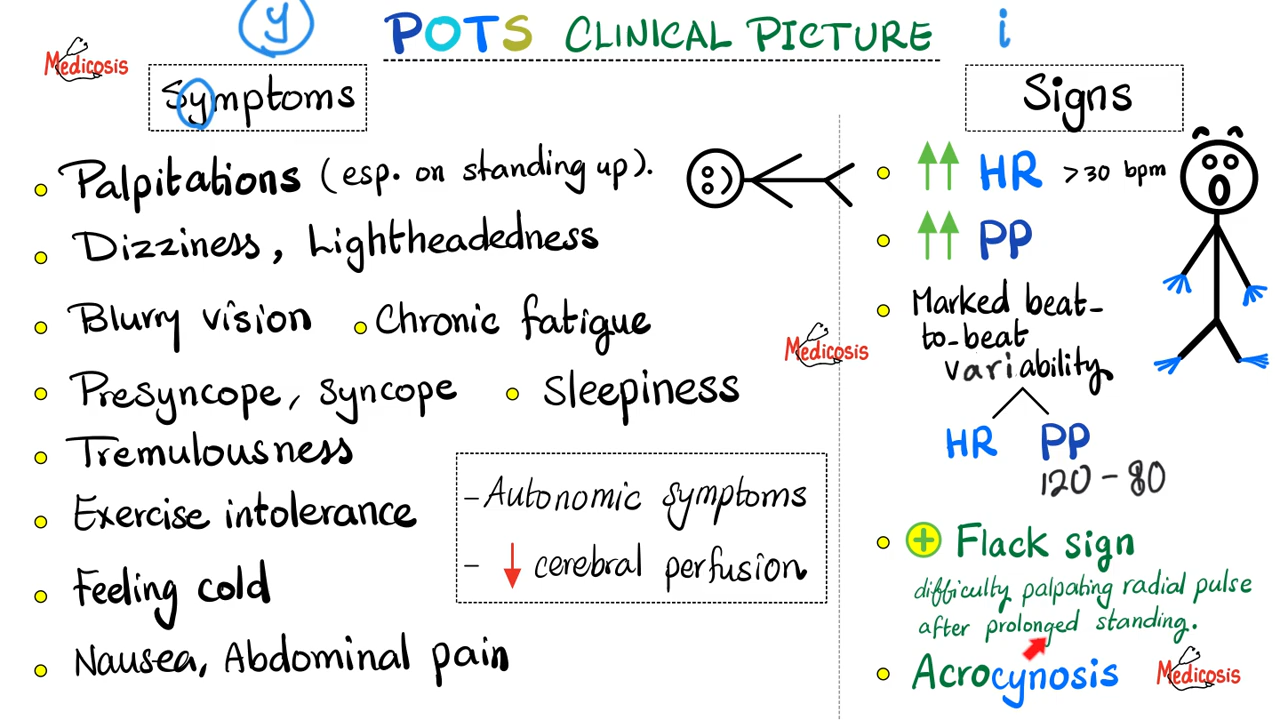 y
POTS CLINICAL PICTURE
i
Medicosis
Symptoms
Palpitations (esp. on standing up).
Dizziness, Lightheadedness
Blurry vision
Chronic fatigue
Presyncope, syncope
Sleepiness
Tremulousness
Exercise intolerance
Feeling cold
Nausea, Abdominal pain
- Autonomic symptoms
- ↓ cerebral perfusion
Medicosis
Signs
↑↑ HR >30 bpm
↑↑ PP
Marked beat-
to-beat
variability
HR PP
120 - 80
+ Flack sign
difficulty palpating radial pulse
after prolonged standing.
Acrocynosis
Medicosis